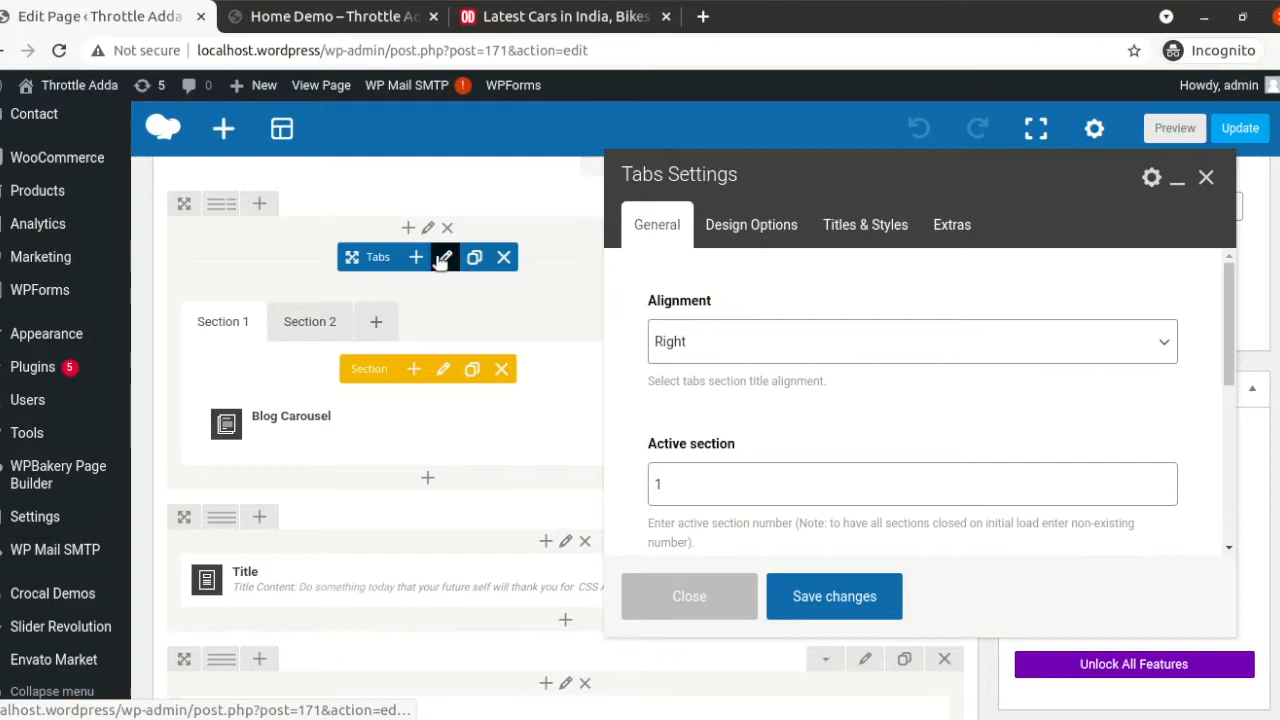 Edit Page ‹ Throttle Adda
Home Demo – Throttle Ad
Latest Cars in India, Bikes
Not secure
localhost.wordpress/wp-admin/post.php?post=171&action=edit
Incognito
Throttle Adda
5
0
New
View Page
WP Mail SMTP
!
WPForms
Howdy, admin
Contact
WooCommerce
Products
Analytics
Marketing
WPForms
Appearance
Plugins 5
Users
Tools
WPBakery Page
Builder
Settings
WP Mail SMTP
Crocal Demos
Slider Revolution
Envato Market
Collapse menu
Preview
Update
Tabs
Section 1
Section 2
Section
Blog Carousel
Title
Title Content: Do something today that your future self will thank you for CSS A
Tabs Settings
General
Design Options
Titles & Styles
Extras
Alignment
Right
Select tabs section title alignment.
Active section
1
Enter active section number (Note: to have all sections closed on initial load enter non-existing
number).
Close
Save changes
Unlock All Features
alhost.wordpress/wp-admin/post.php?post=171&action=ed...